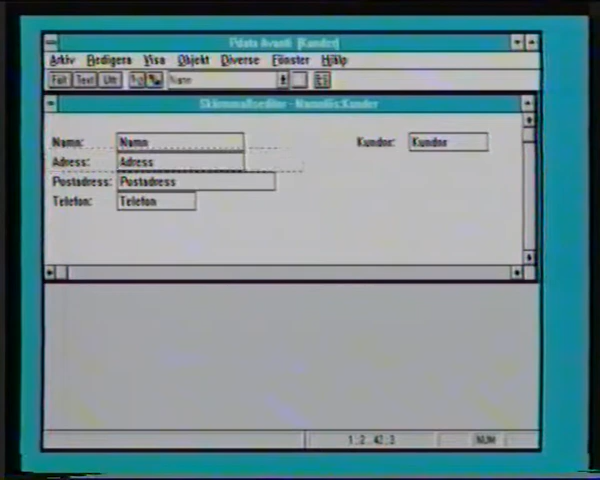 Pdata Avanti [Kunder]
Arkiv Redigera Visa Objekt Diverse Fönster Hjälp
Fält Text Uttr Namn
Namn: Namn Kundnr: Kundnr
Adress: Adress
Postadress: Postadress
Telefon: Telefon
NUM